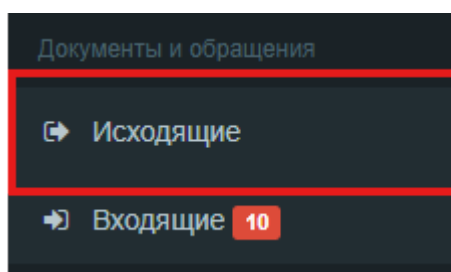 Документы и обращения
Исходящие
Входящие 10